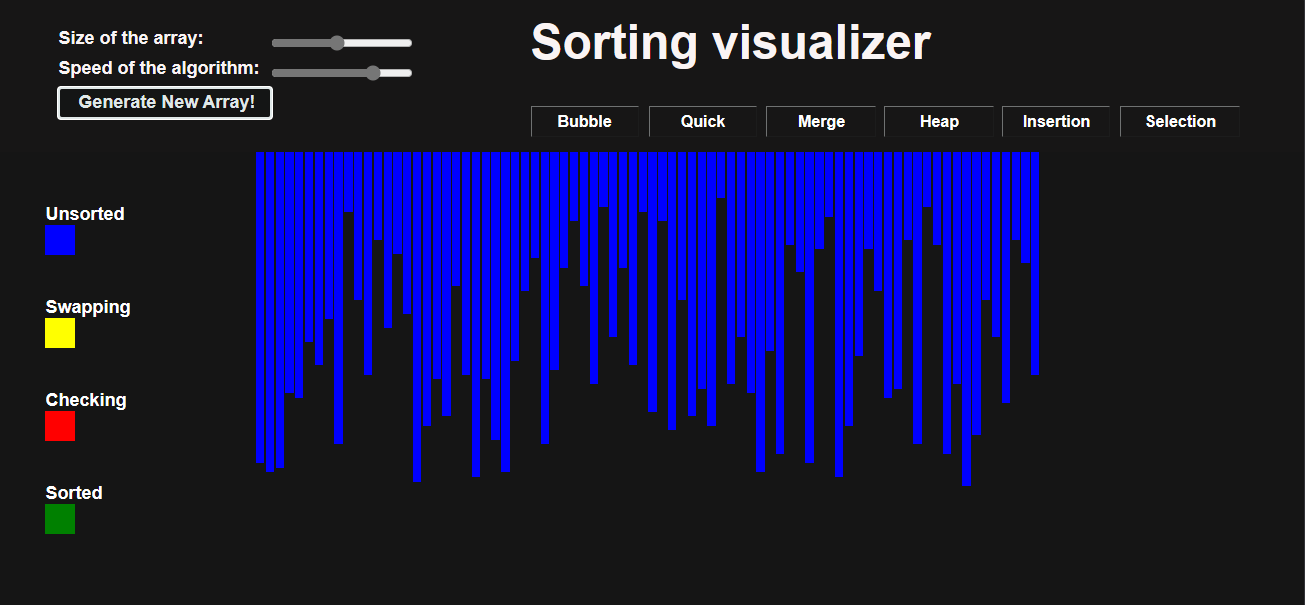 Sorting visualizer
Size of the array:
Speed of the algorithm:
Generate New Array!
Bubble Quick Merge Heap Insertion Selection
Unsorted
Swapping
Checking
Sorted